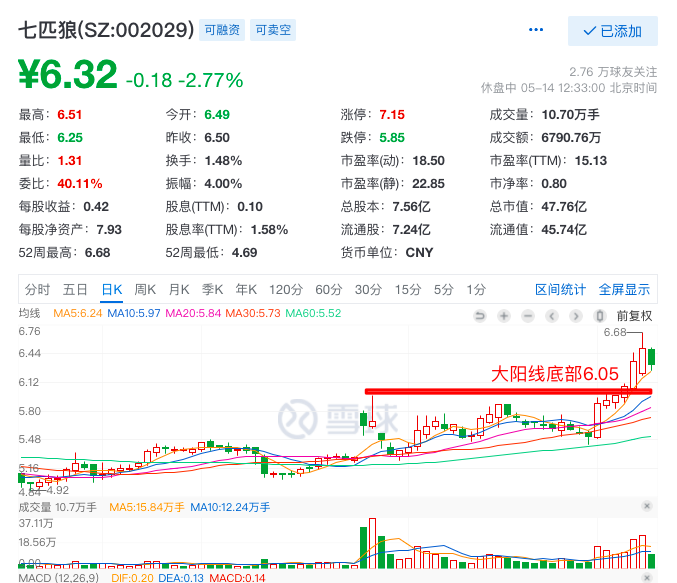 七匹狼(SZ:002029) 可融资 可卖空 ··· ✓已添加
¥6.32 -0.18 -2.77%
2.76 万球友关注
休盘中 05-14 12:33:00 北京时间
最高：6.51 今开：6.49 涨停：7.15 成交量：10.70万手
最低：6.25 昨收：6.50 跌停：5.85 成交额：6790.76万
量比：1.31 换手：1.48% 市盈率(动)：18.50 市盈率(TTM)：15.13
委比：40.11% 振幅：4.00% 市盈率(静)：22.85 市净率：0.80
每股收益：0.42 股息(TTM)：0.10 总股本：7.56亿 总市值：47.76亿
每股净资产：7.93 股息率(TTM)：1.58% 流通股：7.24亿 流通值：45.74亿
52周最高：6.68 52周最低：4.69 货币单位：CNY
分时 五日 日K 周K 月K 季K 年K 120分 60分 30分 15分 5分 1分 区间统计 全屏显示
均线 MA5:6.24 MA10:5.97 MA20:5.84 MA30:5.73 MA60:5.52 前复权
6.76
6.68
6.44
大阳线底部6.05
6.12
5.80
雪球
5.48
5.16
4.84
4.92
成交量 10.7万手 MA5:15.84万手 MA10:12.24万手
37.11万
18.56万
0.00
MACD (12,26,9) DIF:0.20 DEA:0.13 MACD:0.14